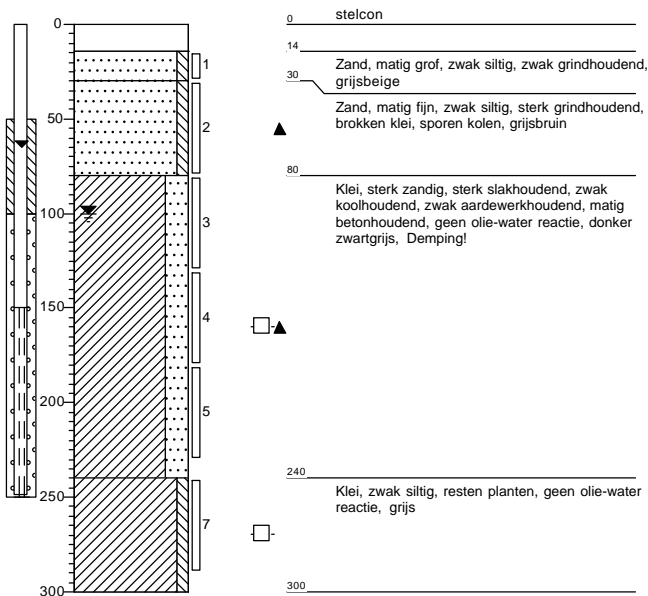 0
50
100
150
200
250
300
1
2
3
4
5
7
0
stelcon
14
Zand, matig grof, zwak siltig, zwak grindhoudend,
grijsbeige
30
Zand, matig fijn, zwak siltig, sterk grindhoudend,
brokken klei, sporen kolen, grijsbruin
80
Klei, sterk zandig, sterk slakhoudend, zwak
koolhoudend, zwak aardewerkhoudend, matig
betonhoudend, geen olie-water reactie, donker
zwartgrijs, Demping!
240
Klei, zwak siltig, resten planten, geen olie-water
reactie, grijs
300